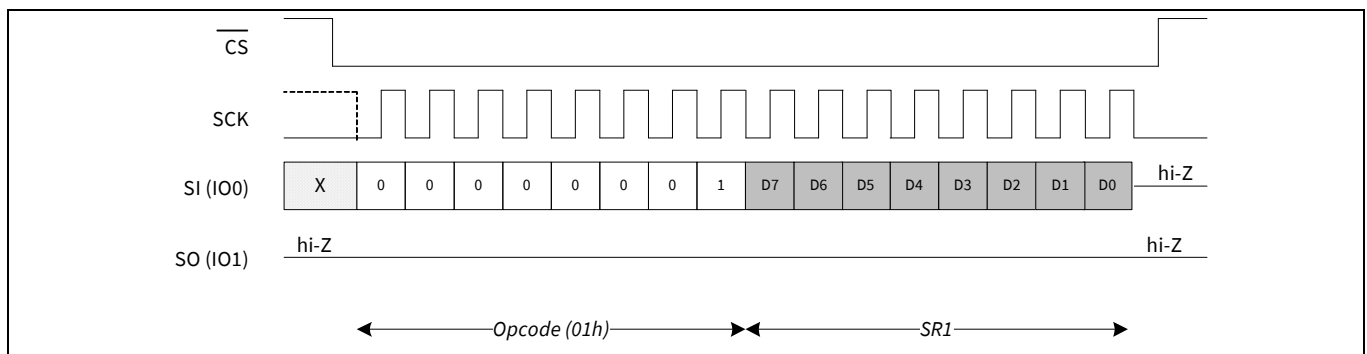 CS
SCK
SI (IO0) X 0 0 0 0 0 0 0 1 D7 D6 D5 D4 D3 D2 D1 D0 hi-Z
SO (IO1) hi-Z hi-Z
Opcode (01h) SR1